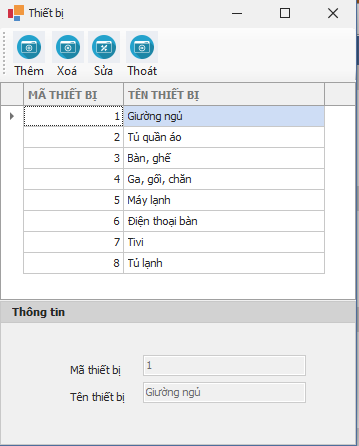 Thiết bị
Thêm Xoá Sửa Thoát
MÃ THIẾT BỊ TÊN THIẾT BỊ
1 Giường ngủ
2 Tủ quần áo
3 Bàn, ghế
4 Ga, gối, chăn
5 Máy lạnh
6 Điện thoại bàn
7 Tivi
8 Tủ lạnh
Thông tin
Mã thiết bị 1
Tên thiết bị Giường ngủ